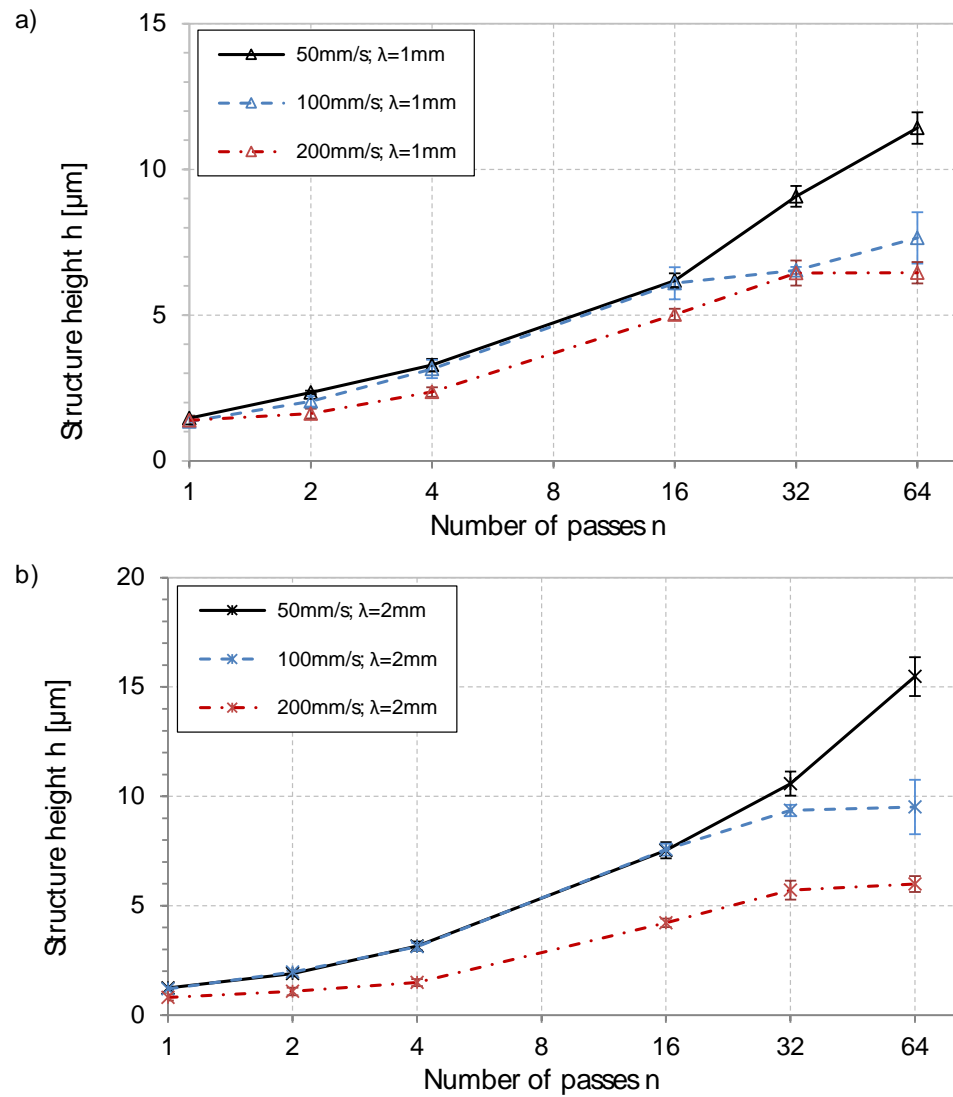 a)
15
10
5
0
Structure height h [µm]
50mm/s; λ=1mm
100mm/s; λ=1mm
200mm/s; λ=1mm
1 2 4 8 16 32 64
Number of passes n
b)
20
15
10
5
0
Structure height h [µm]
50mm/s; λ=2mm
100mm/s; λ=2mm
200mm/s; λ=2mm
1 2 4 8 16 32 64
Number of passes n